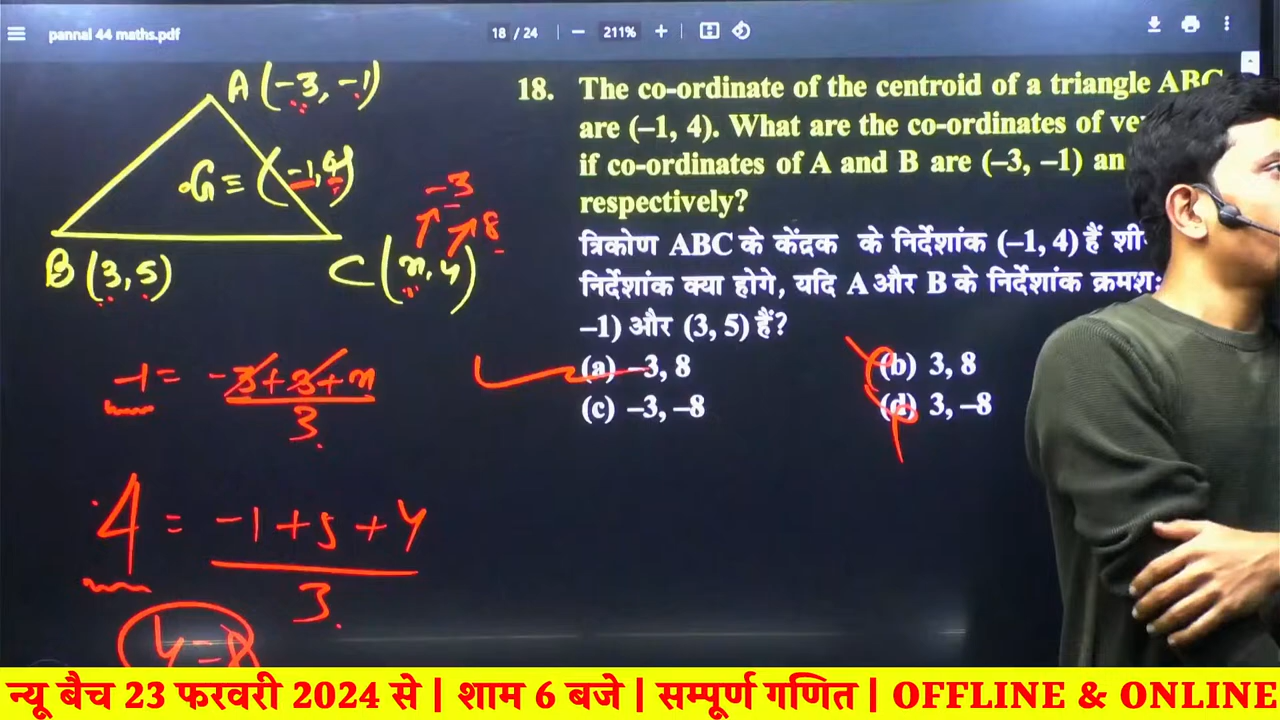 pannal 44 maths.pdf
18 / 24
211%
A (-3, -1)
G ≡ (-1, 4)
B (3, 5)
C (x, y)
-3
8
-1 = -3+3+x
3
4 = -1+5+y
3
y=8
18. The co-ordinate of the centroid of a triangle ABC
are (–1, 4). What are the co-ordinates of
if co-ordinates of A and B are (–3, –1) an
respectively?
त्रिकोण ABC के केंद्रक के निर्देशांक (–1, 4) हैं
निर्देशांक क्या होगे, यदि A और B के निर्देशांक क्रमशः
–1) और (3, 5) हैं?
(a) –3, 8
(b) 3, 8
(c) –3, –8
(d) 3, –8
न्यू बैच 23 फरवरी 2024 से | शाम 6 बजे | सम्पूर्ण गणित | OFFLINE & ONLINE